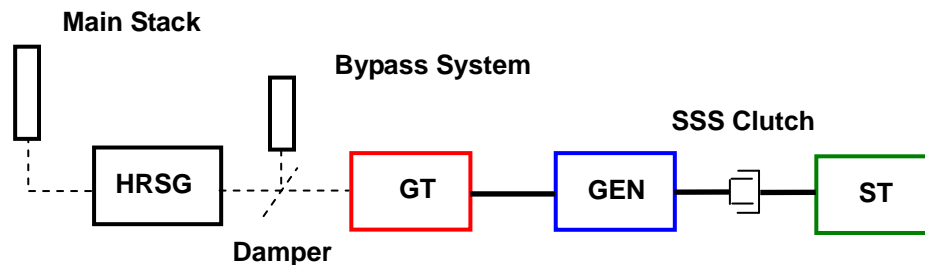 Main Stack
Bypass System
SSS Clutch
HRSG
GT
GEN
ST
Damper